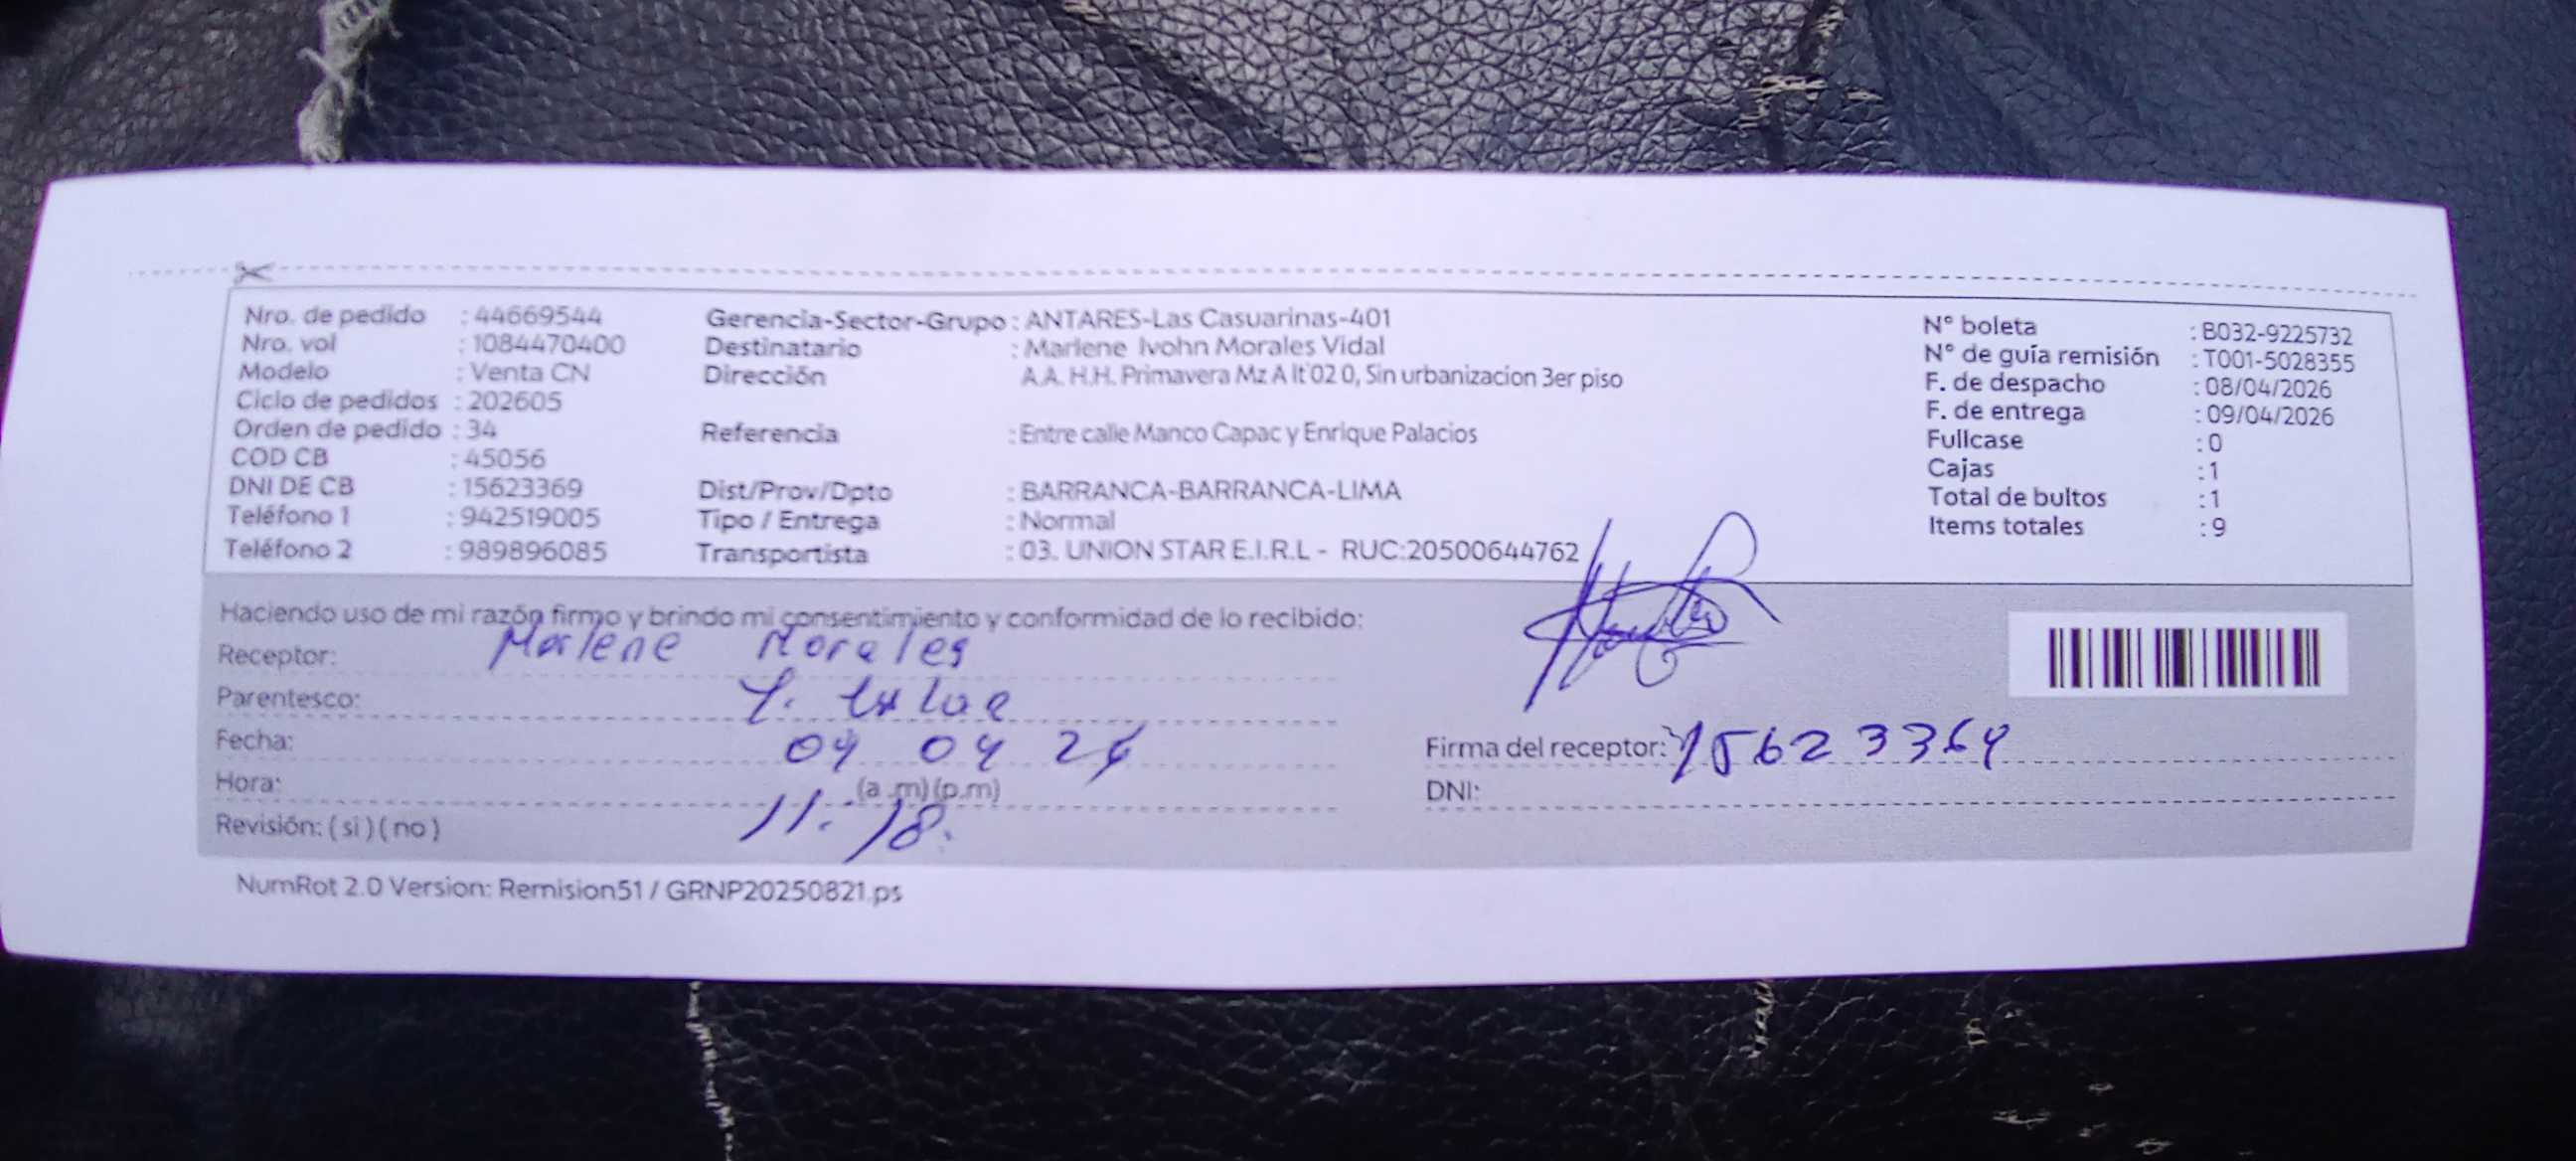 Nro. de pedido : 44669544
Nro. vol : 1084470400
Modelo : Venta CN
Ciclo de pedidos : 202605
Orden de pedido : 34
COD CB : 45056
DNI DE CB : 15623369
Teléfono 1 : 942519005
Teléfono 2 : 989896085
Gerencia-Sector-Grupo : ANTARES-Las Casuarinas-401
Destinatario : Marlene Ivohn Morales Vidal
Dirección A.A. H.H. Primavera Mz A lt 02 0, Sin urbanizacion 3er piso
Referencia : Entre calle Manco Capac y Enrique Palacios
Dist/Prov/Dpto : BARRANCA-BARRANCA-LIMA
Tipo / Entrega : Normal
Transportista : 03. UNION STAR E.I.R.L - RUC:20500644762
N° boleta : B032-9225732
N° de guía remisión : T001-5028355
F. de despacho : 08/04/2026
F. de entrega : 09/04/2026
Fullcase : 0
Cajas : 1
Total de bultos : 1
Items totales : 9
Haciendo uso de mi razón firmo y brindo mi consentimiento y conformidad de lo recibido:
Receptor: Marlene Morales
Parentesco:
Fecha: 09 04 26
Hora: (a .m) (p.m)
11. 18.
Revisión: ( si ) ( no )
Firma del receptor: 15623369
DNI:
NumRot 2.0 Version: Remision51 / GRNP20250821.ps